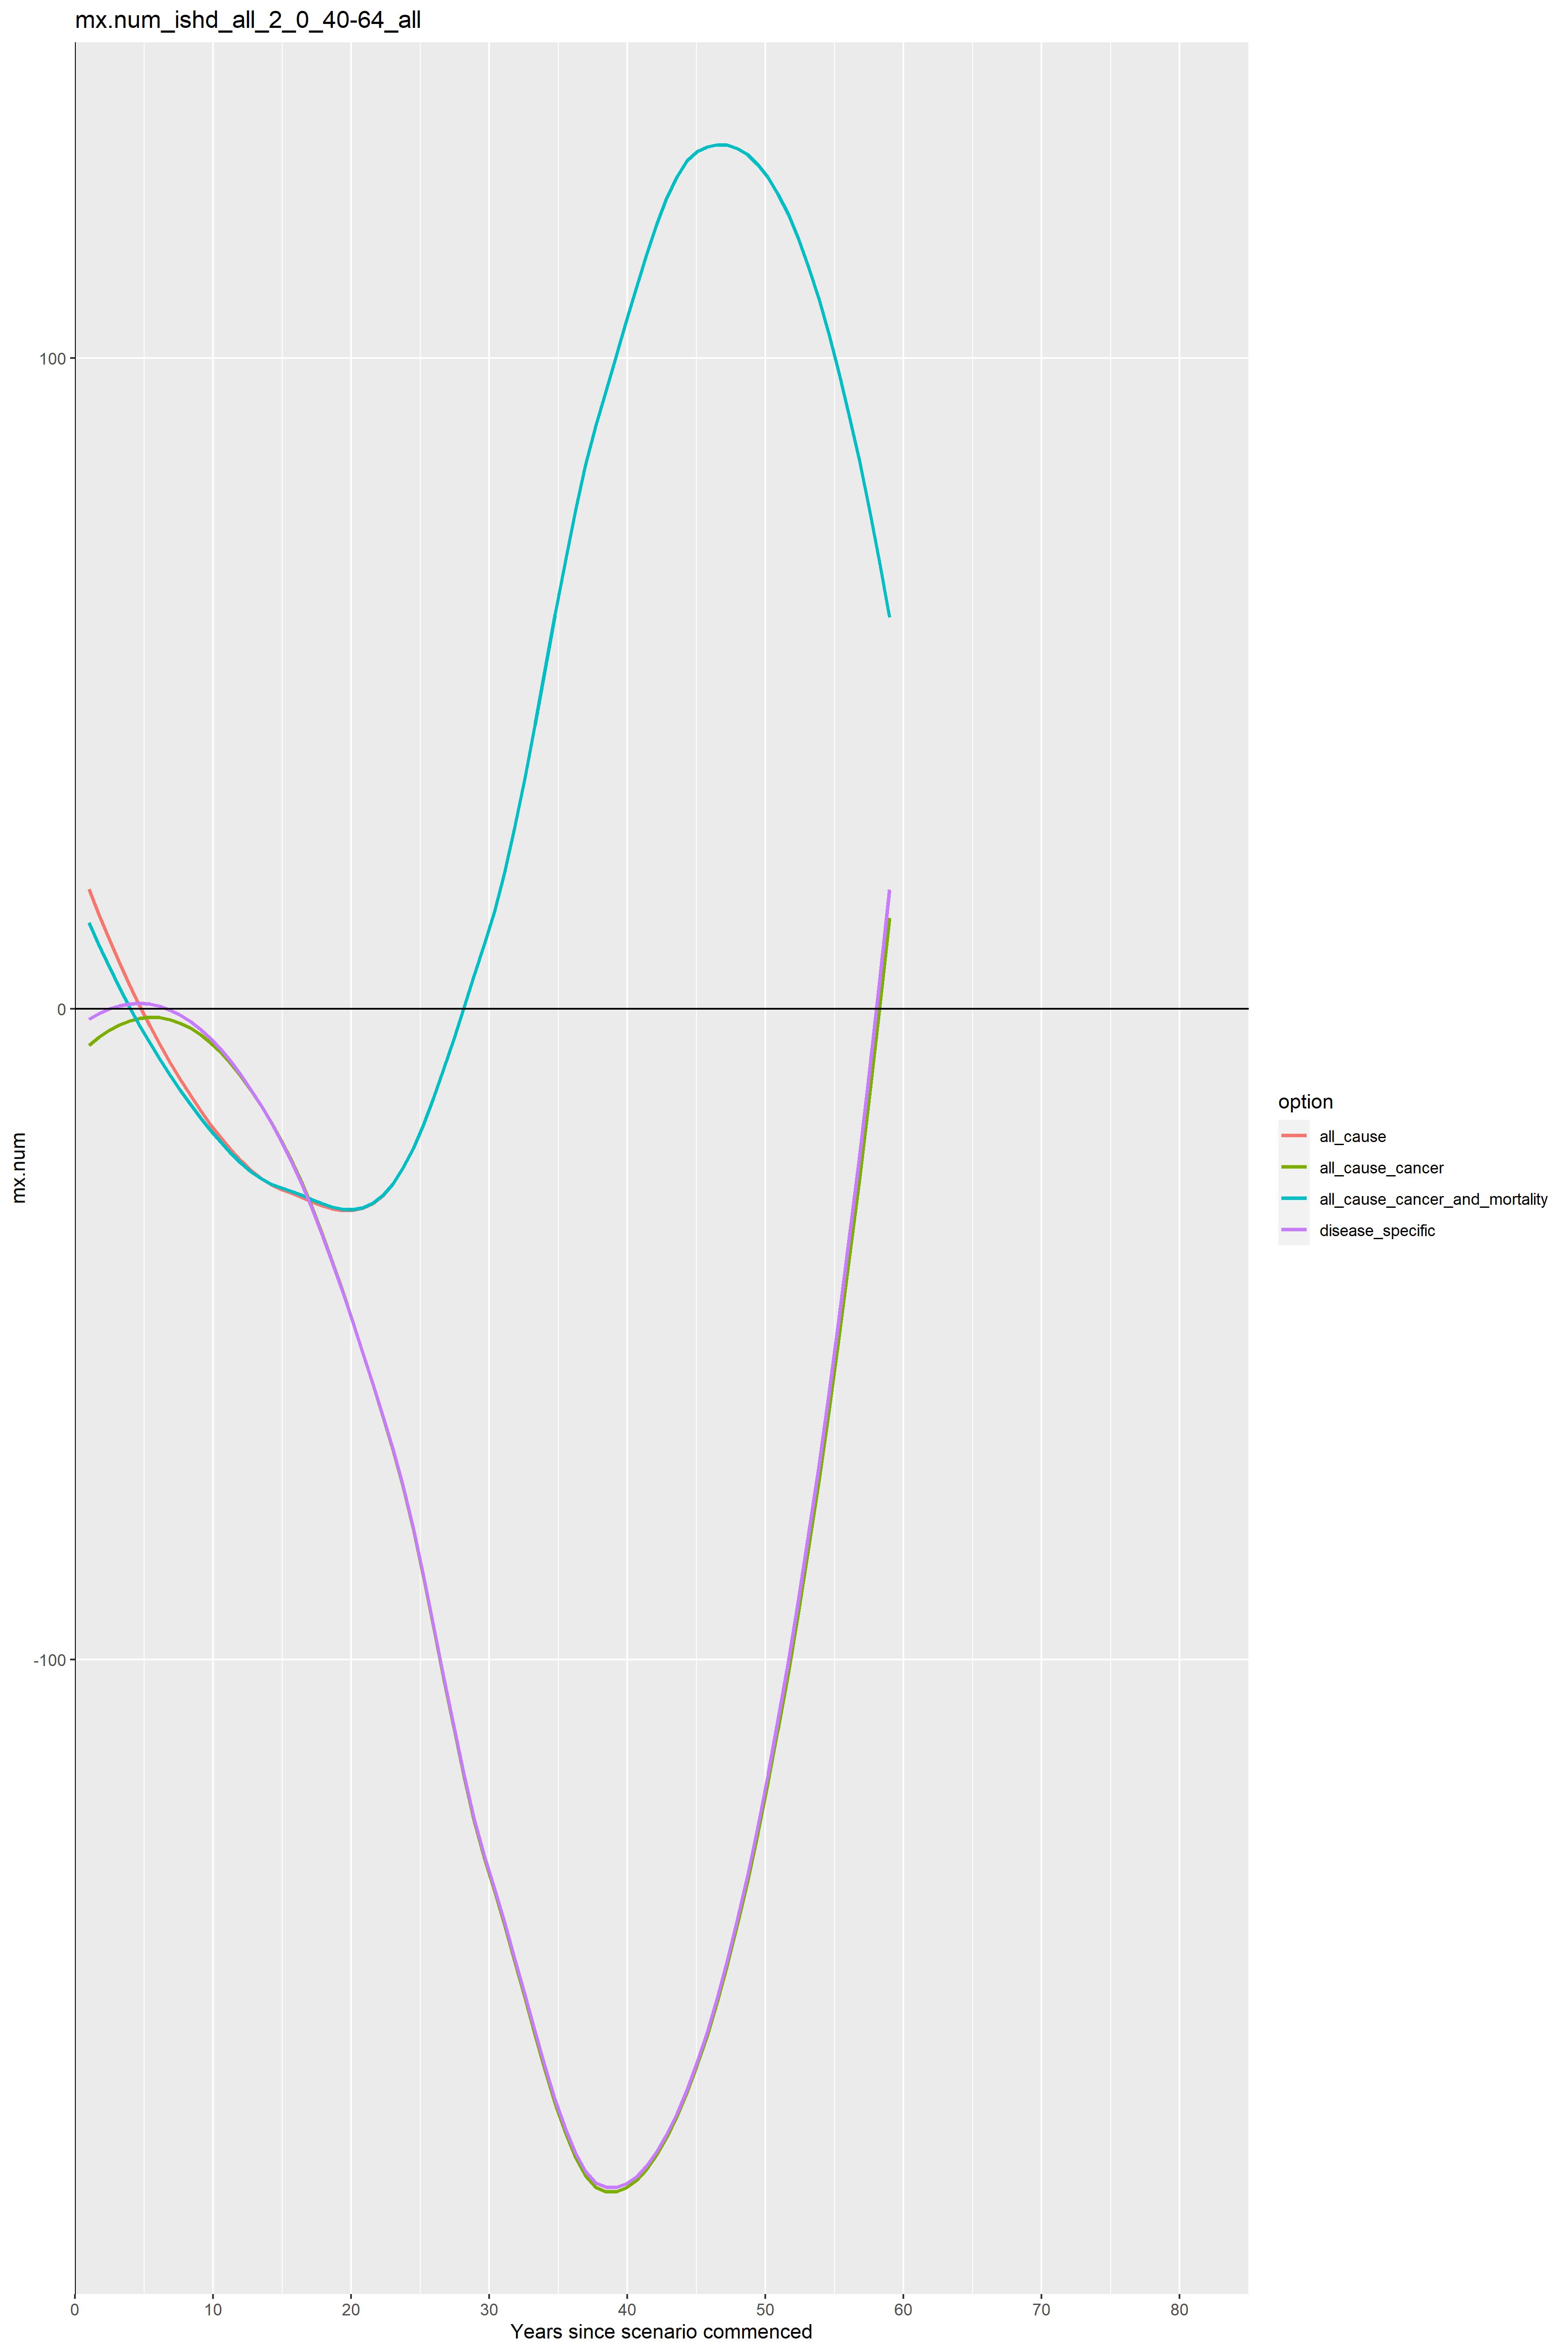 mx.num_ishd_all_2_0_40-64_all
100
0
-100
mx.num
0 10 20 30 40 50 60 70 80
Years since scenario commenced
option
all_cause
all_cause_cancer
all_cause_cancer_and_mortality
disease_specific